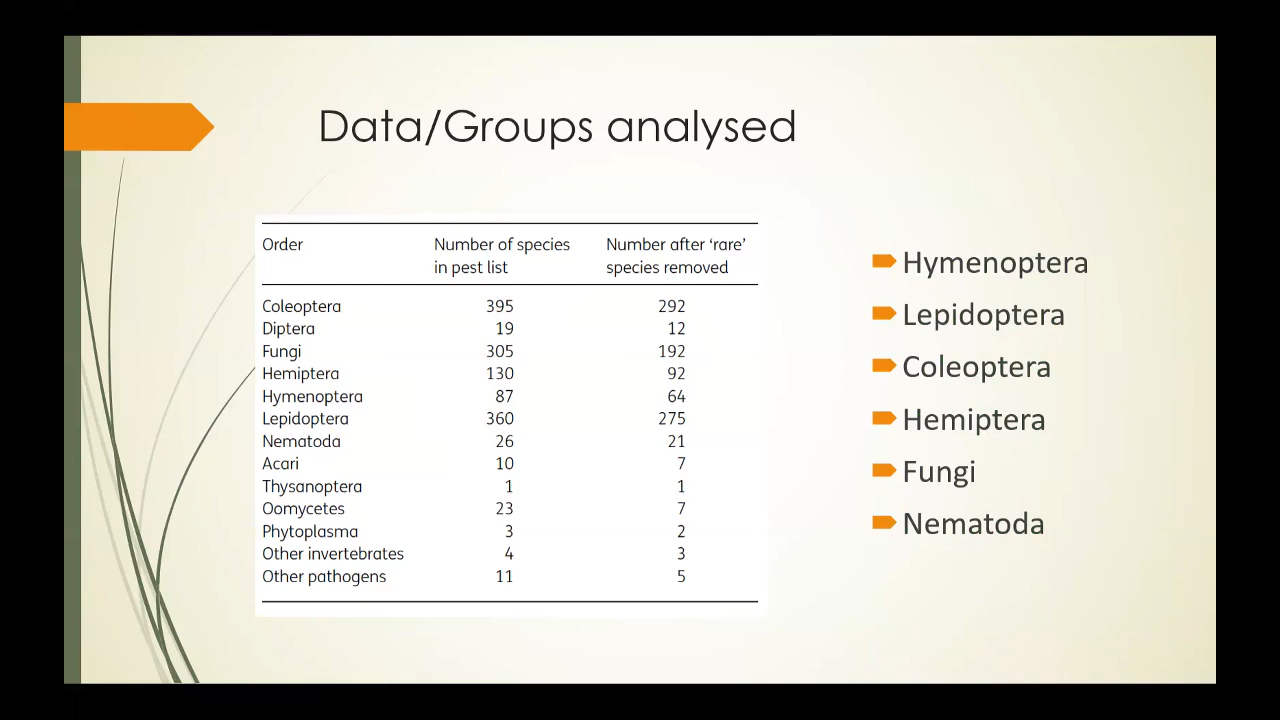 Data/Groups analysed
Order Number of species in pest list Number after ‘rare’ species removed
Coleoptera 395 292
Diptera 19 12
Fungi 305 192
Hemiptera 130 92
Hymenoptera 87 64
Lepidoptera 360 275
Nematoda 26 21
Acari 10 7
Thysanoptera 1 1
Oomycetes 23 7
Phytoplasma 3 2
Other invertebrates 4 3
Other pathogens 11 5
Hymenoptera
Lepidoptera
Coleoptera
Hemiptera
Fungi
Nematoda